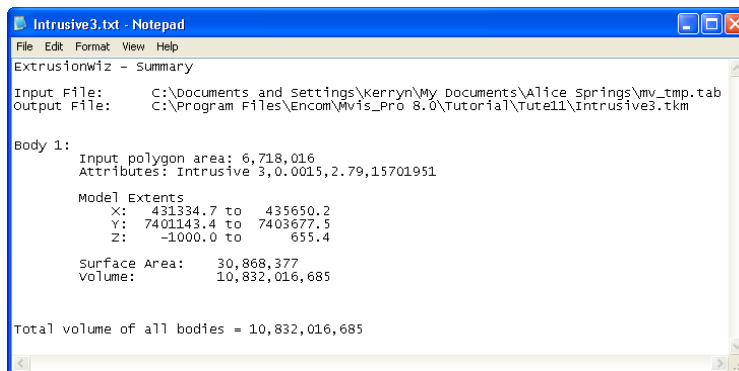 Intrusive3.txt - Notepad
File Edit Format View Help
ExtrusionWiz - Summary
Input File: C:\Documents and Settings\Kerryn\My Documents\Alice Springs\mv_tmp.tab
Output File: C:\Program Files\Encom\Mvis_Pro 8.0\Tutorial\Tute11\Intrusive3.tkm
Body 1:
Input polygon area: 6,718,016
Attributes: Intrusive 3,0.0015,2.79,15701951
Model Extents
X: 431334.7 to 435650.2
Y: 7401143.4 to 7403677.5
Z: -1000.0 to 655.4
Surface Area: 30,868,377
Volume: 10,832,016,685
Total volume of all bodies = 10,832,016,685